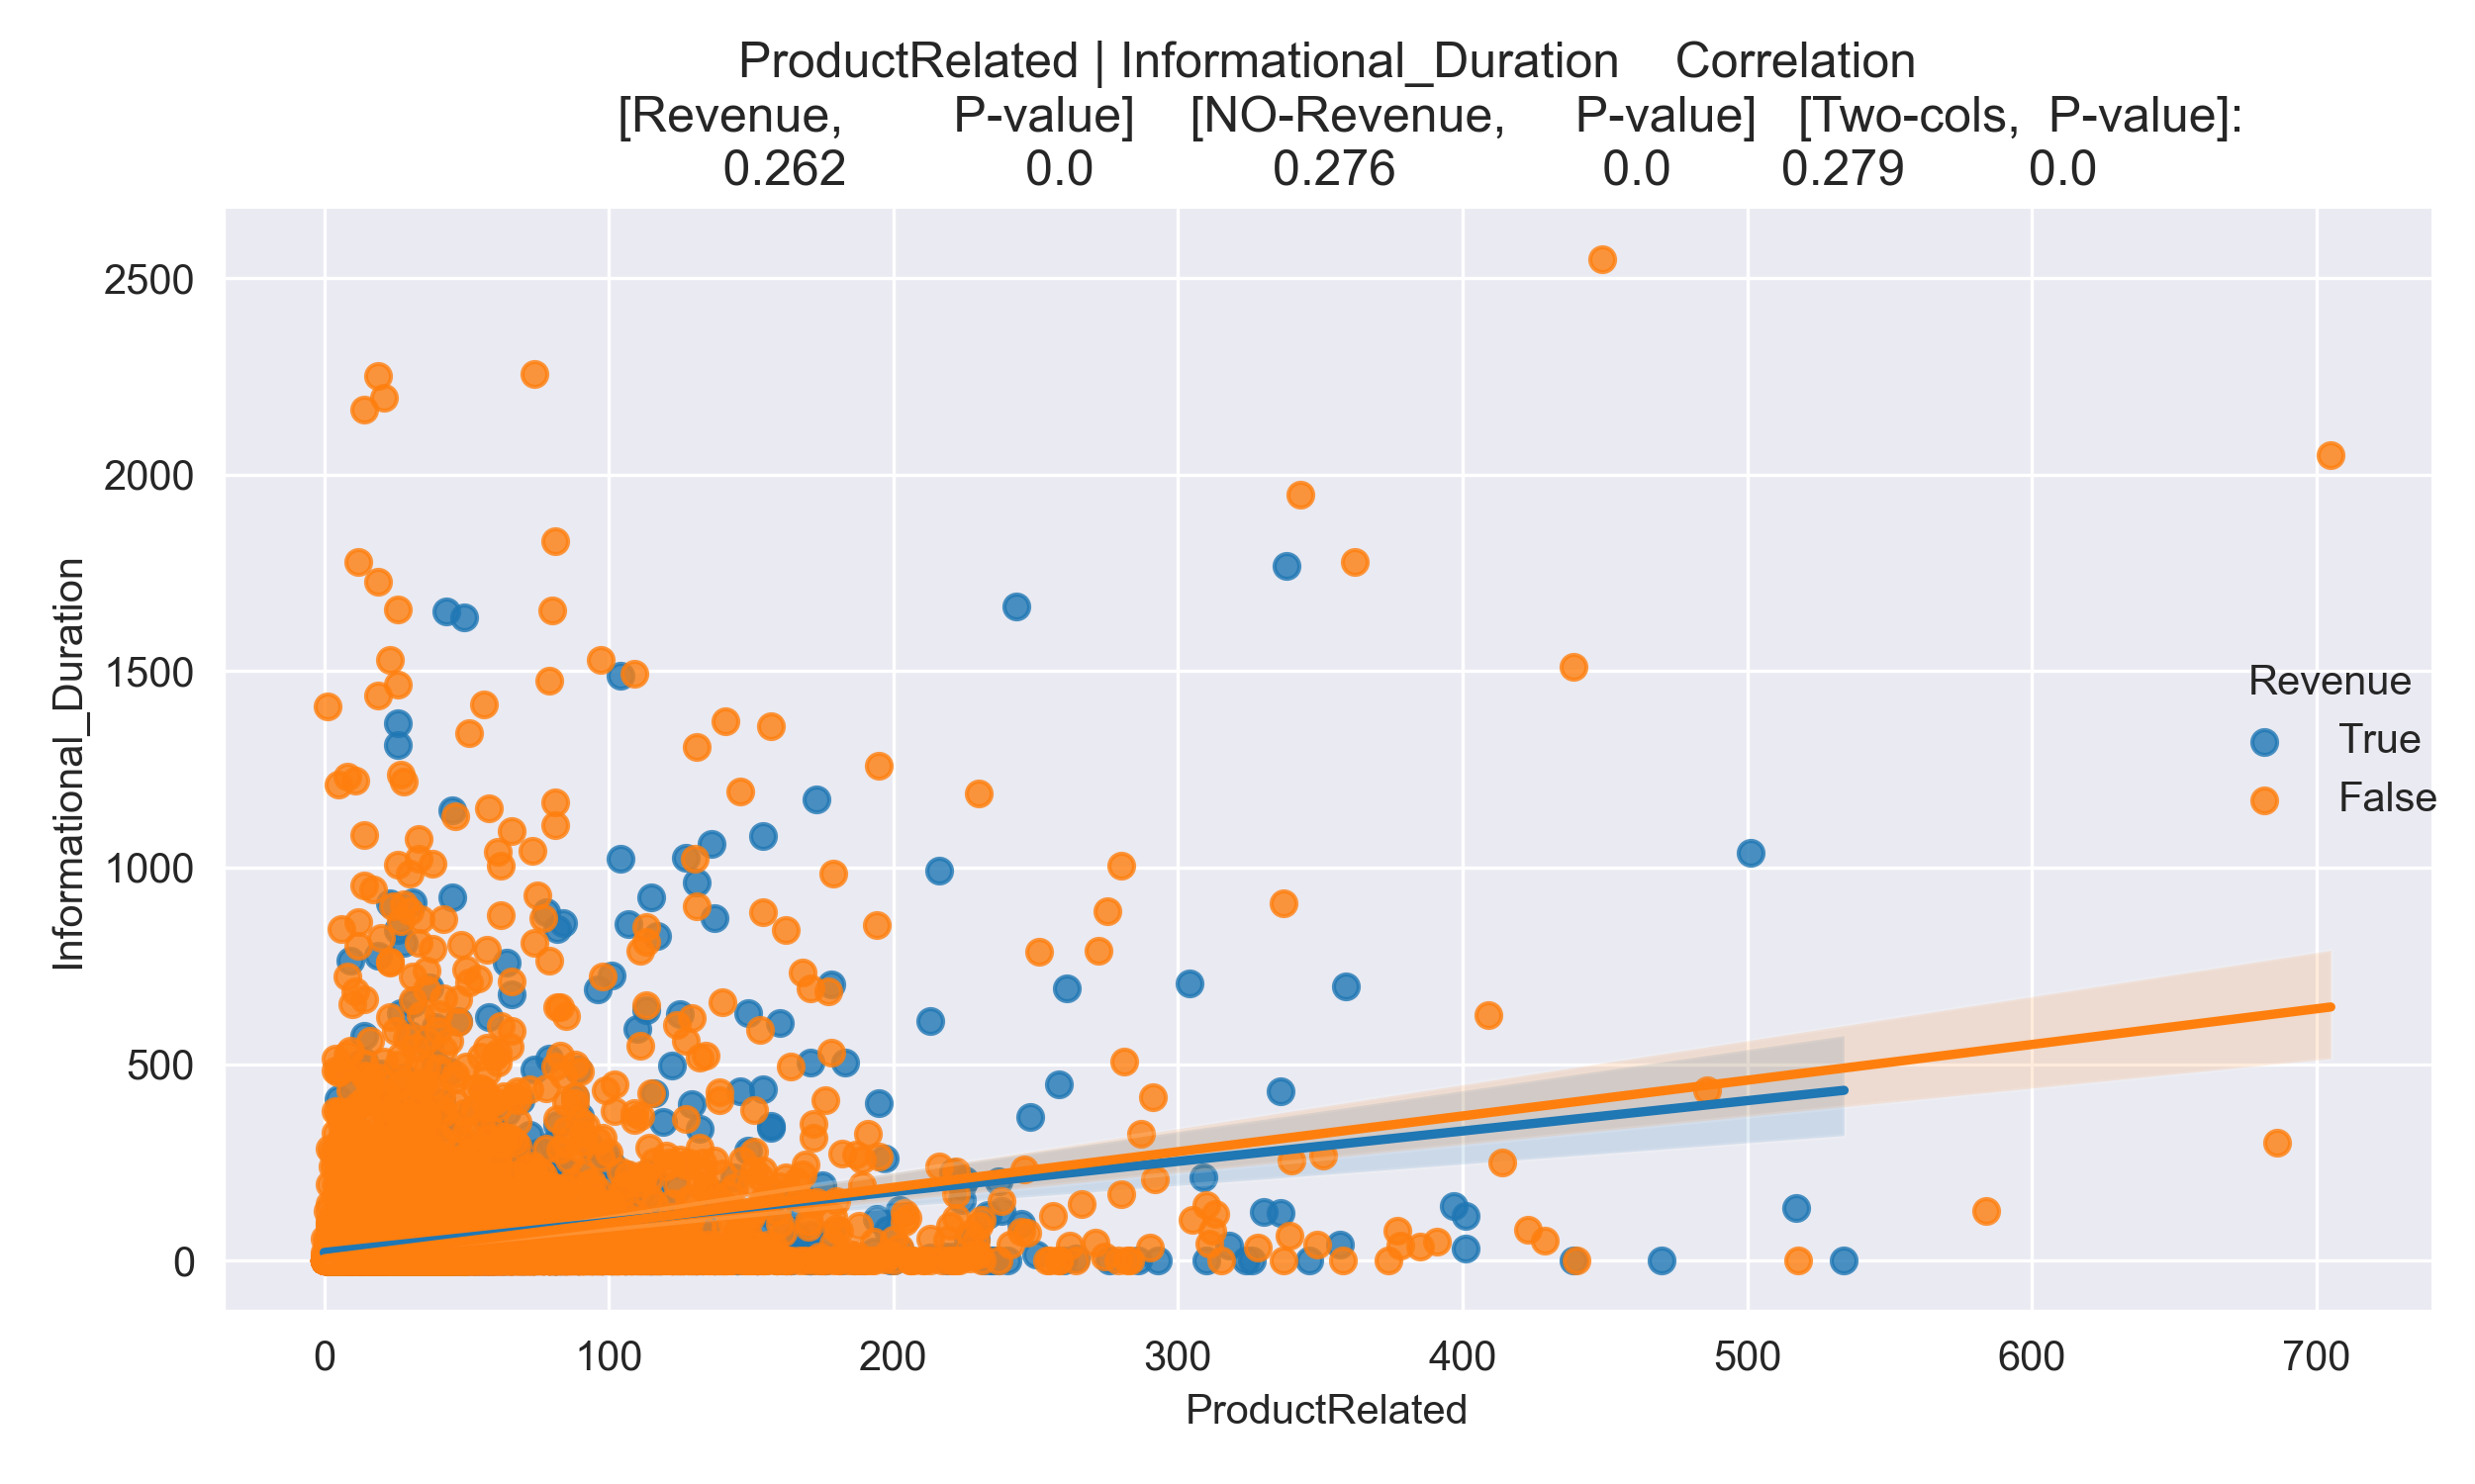 ProductRelated | Informational_Duration    Correlation
[Revenue,        P-value]    [NO-Revenue,     P-value]   [Two-cols,  P-value]:
0.262             0.0             0.276               0.0        0.279         0.0
2500
2000
1500
1000
500
0
Informational_Duration
Revenue
True
False
0 100 200 300 400 500 600 700
ProductRelated